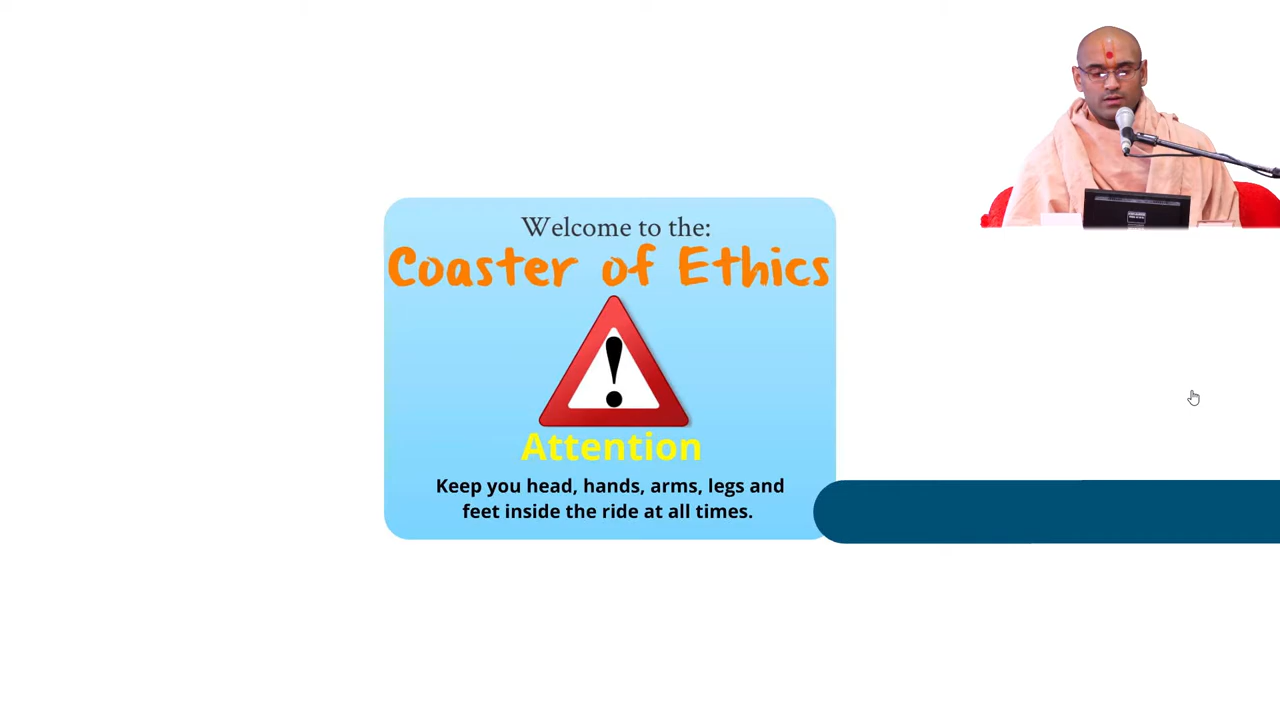 Welcome to the:
Coaster of Ethics
Attention
Keep you head, hands, arms, legs and
feet inside the ride at all times.